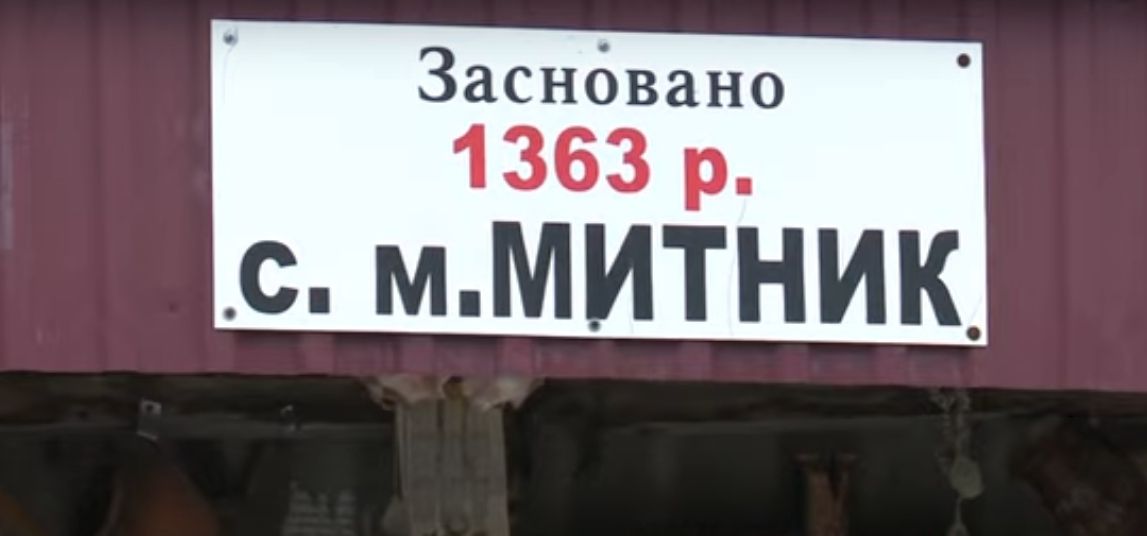 Засновано
1363 р.
с. м.МИТНИК